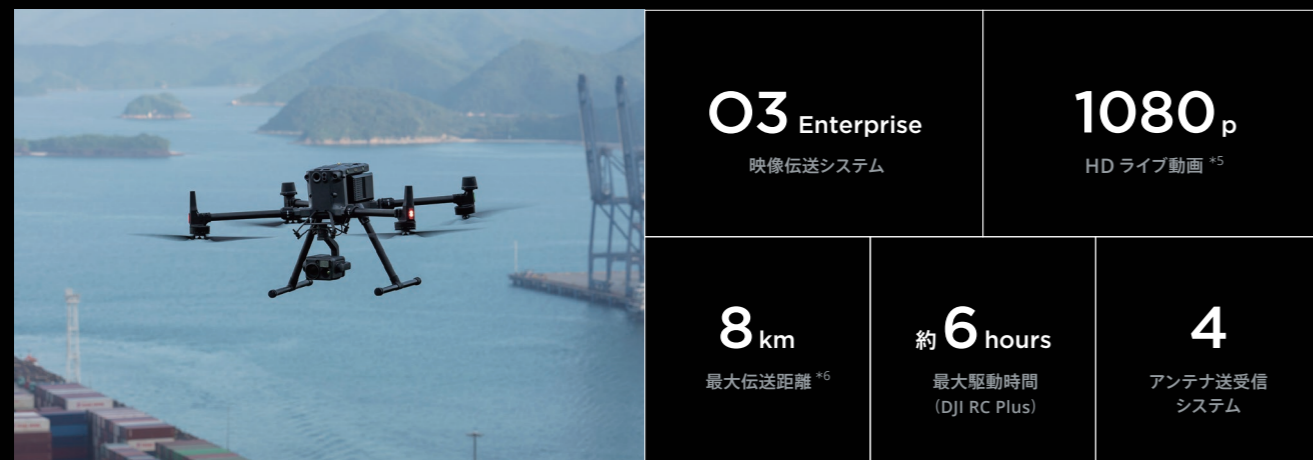 O3 Enterprise
映像伝送システム
1080 p
HD ライブ動画 *5
8 km
最大伝送距離 *6
約 6 hours
最大駆動時間
(DJI RC Plus)
4
アンテナ送受信
システム